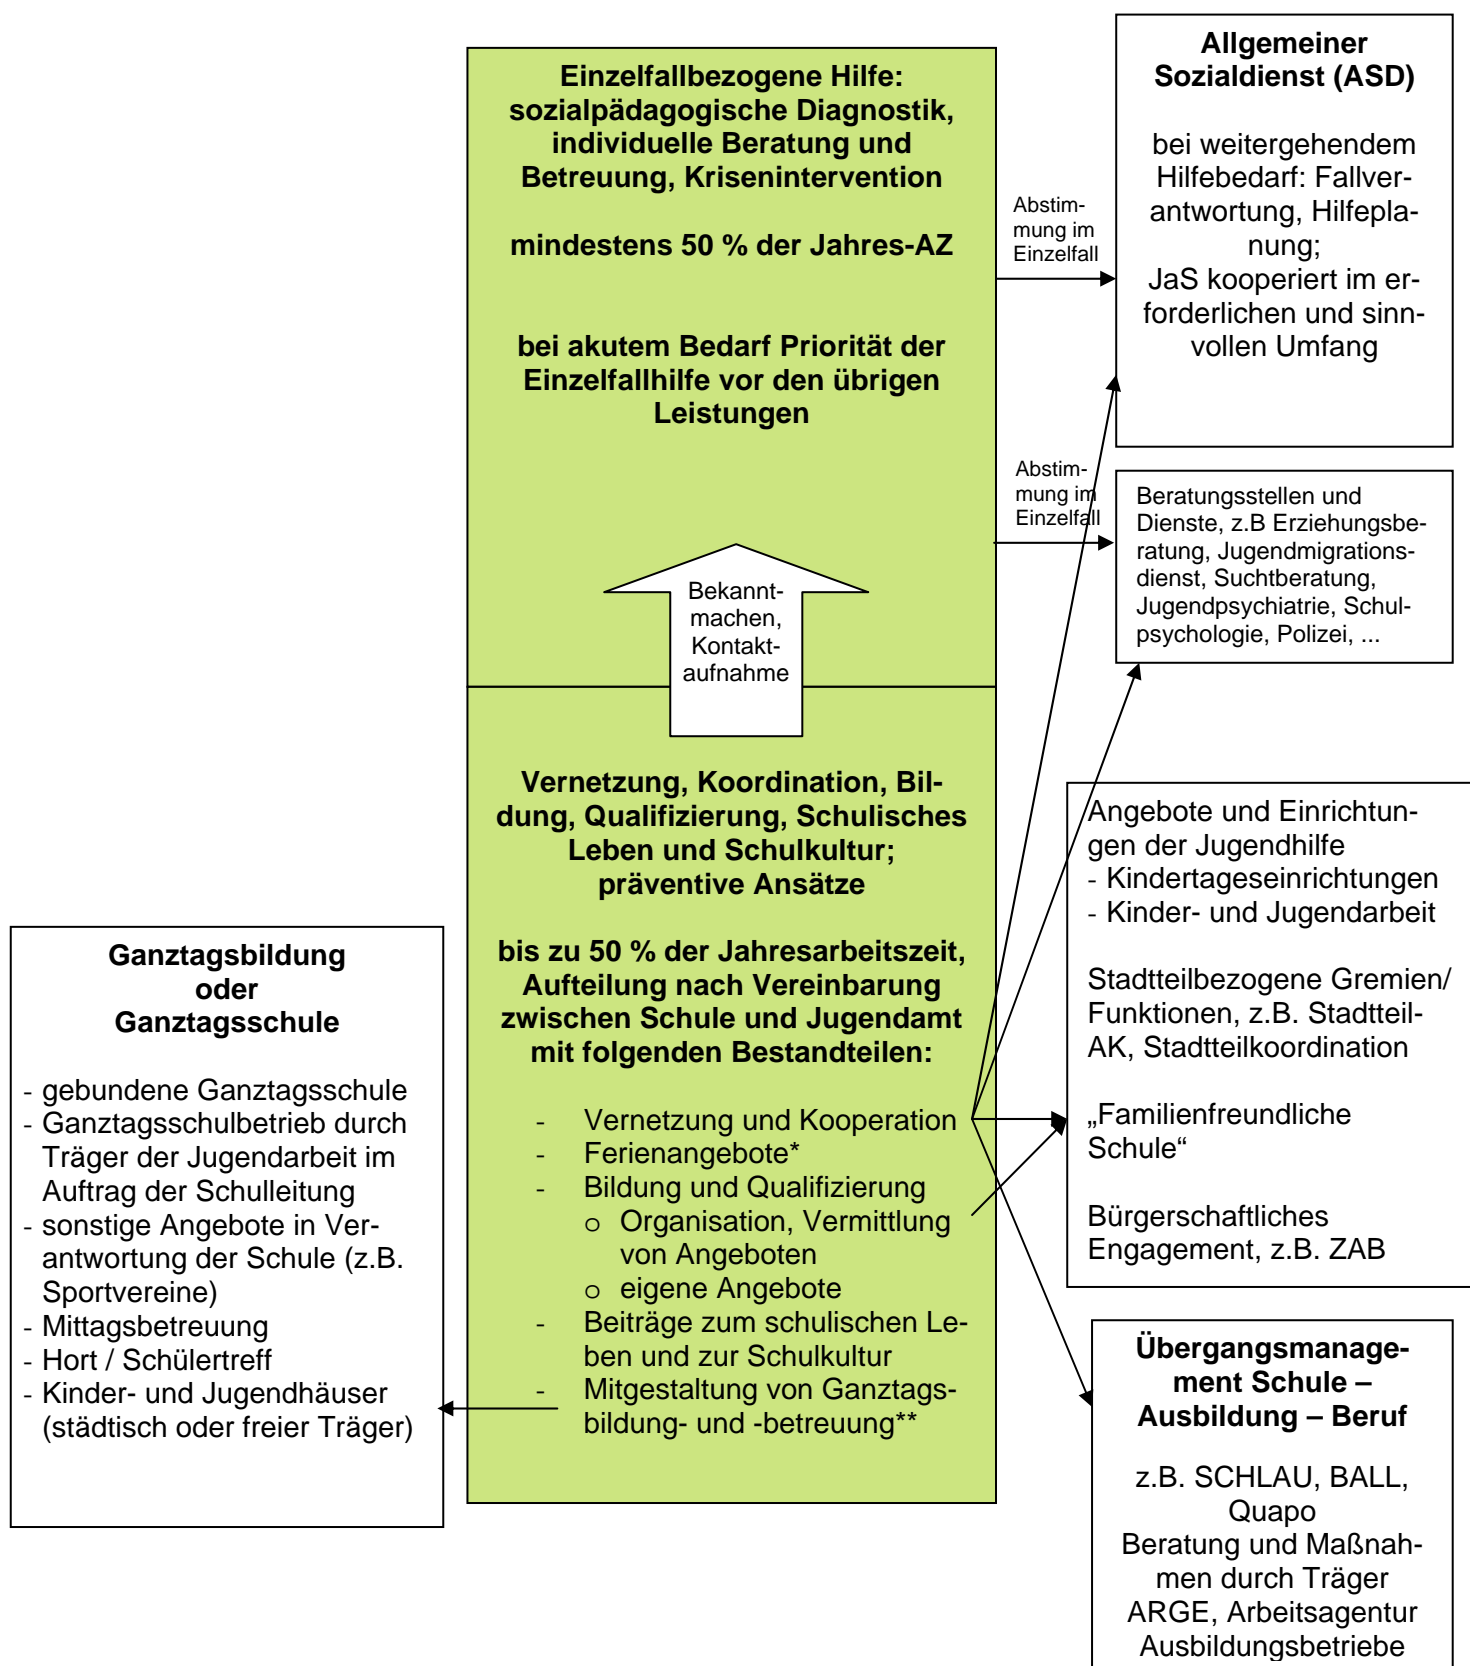 Einzelfallbezogene Hilfe:
sozialpädagogische Diagnostik,
individuelle Beratung und
Betreuung, Krisenintervention
mindestens 50 % der Jahres-AZ
bei akutem Bedarf Priorität der
Einzelfallhilfe vor den übrigen
Leistungen
Abstim-
mung im
Einzelfall
Allgemeiner
Sozialdienst (ASD)
bei weitergehendem
Hilfebedarf: Fallver-
antwortung, Hilfepla-
nung;
JaS kooperiert im er-
forderlichen und sinn-
vollen Umfang
Abstim-
mung im
Einzelfall
Beratungsstellen und
Dienste, z.B Erziehungsbe-
ratung, Jugendmigrations-
dienst, Suchtberatung,
Jugendpsychiatrie, Schul-
psychologie, Polizei, ...
Bekannt-
machen,
Kontakt-
aufnahme
Vernetzung, Koordination, Bil-
dung, Qualifizierung, Schulisches
Leben und Schulkultur;
präventive Ansätze
bis zu 50 % der Jahresarbeitszeit,
Aufteilung nach Vereinbarung
zwischen Schule und Jugendamt
mit folgenden Bestandteilen:
- Vernetzung und Kooperation
- Ferienangebote*
- Bildung und Qualifizierung
o Organisation, Vermittlung
von Angeboten
o eigene Angebote
- Beiträge zum schulischen Le-
ben und zur Schulkultur
- Mitgestaltung von Ganztags-
bildung- und -betreuung**
Angebote und Einrichtun-
gen der Jugendhilfe
- Kindertageseinrichtungen
- Kinder- und Jugendarbeit
Stadtteilbezogene Gremien/
Funktionen, z.B. Stadtteil-
AK, Stadtteilkoordination
„Familienfreundliche
Schule“
Bürgerschaftliches
Engagement, z.B. ZAB
Ganztagsbildung
oder
Ganztagsschule
- gebundene Ganztagsschule
- Ganztagsschulbetrieb durch
Träger der Jugendarbeit im
Auftrag der Schulleitung
- sonstige Angebote in Ver-
antwortung der Schule (z.B.
Sportvereine)
- Mittagsbetreuung
- Hort / Schülertreff
- Kinder- und Jugendhäuser
(städtisch oder freier Träger)
Übergangsmanage-
ment Schule –
Ausbildung – Beruf
z.B. SCHLAU, BALL,
Quapo
Beratung und Maßnah-
men durch Träger
ARGE, Arbeitsagentur
Ausbildungsbetriebe